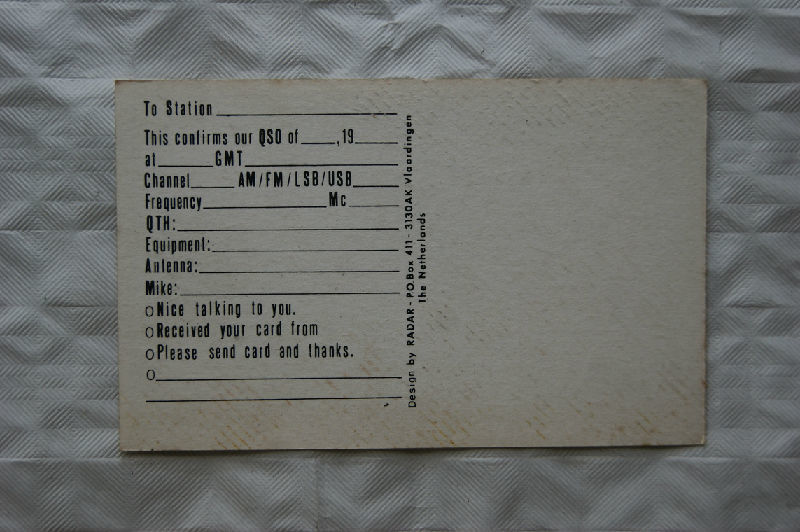 To Station
This confirms our QSO of ,19
at GMT
Channel AM/FM/LSB/USB
Frequency Mc
QTH:
Equipment:
Antenna:
Mike:
Nice talking to you.
Received your card from
Please send card and thanks.
Design by RADAR - P.O.Box 411 - 3130AK Vlaardingen
The Netherlands